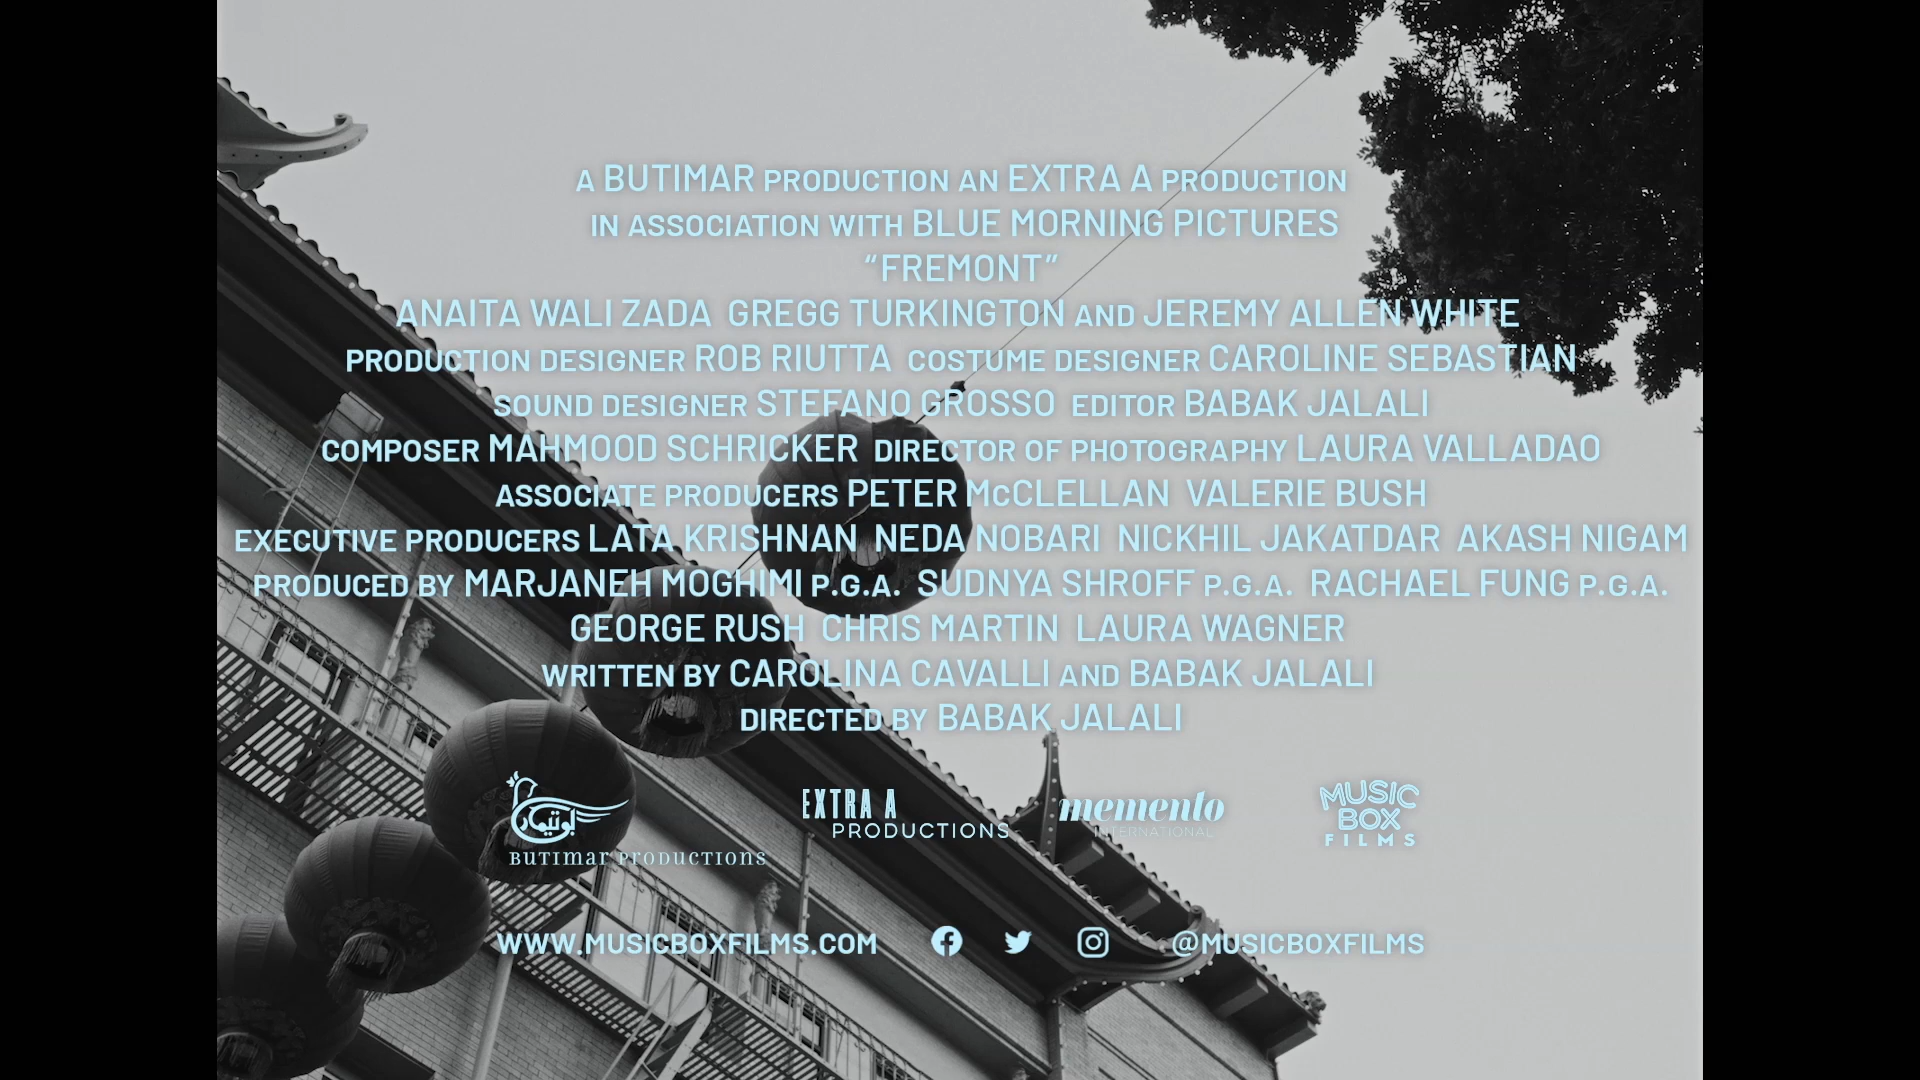 A BUTIMAR PRODUCTION AN EXTRA A PRODUCTION
IN ASSOCIATION WITH BLUE MORNING PICTURES
“FREMONT”
ANAITA WALI ZADA GREGG TURKINGTON AND JEREMY ALLEN WHITE
PRODUCTION DESIGNER ROB RIUTTA COSTUME DESIGNER CAROLINE SEBASTIAN
SOUND DESIGNER STEFANO GROSSO EDITOR BABAK JALALI
COMPOSER MAHMOOD SCHRICKER DIRECTOR OF PHOTOGRAPHY LAURA VALLADAO
ASSOCIATE PRODUCERS PETER McCLELLAN VALERIE BUSH
EXECUTIVE PRODUCERS LATA KRISHNAN NEDA NOBARI NICKHIL JAKATDAR AKASH NIGAM
PRODUCED BY MARJANEH MOGHIMI P.G.A. SUDNYA SHROFF P.G.A. RACHAEL FUNG P.G.A.
GEORGE RUSH CHRIS MARTIN LAURA WAGNER
WRITTEN BY CAROLINA CAVALLI AND BABAK JALALI
DIRECTED BY BABAK JALALI
بوتیمار
BUTIMAR PRODUCTIONS
EXTRA A
PRODUCTIONS
memento
INTERNATIONAL
MUSIC
BOX
FILMS
WWW.MUSICBOXFILMS.COM @MUSICBOXFILMS